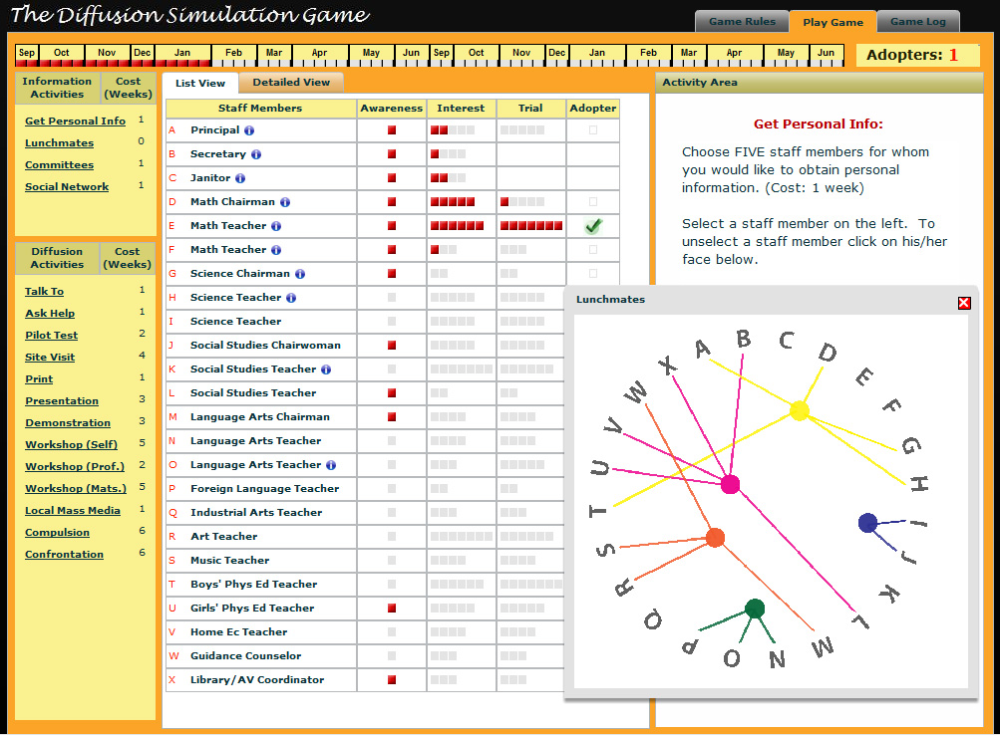 The Diffusion Simulation Game
Game Rules
Play Game
Game Log
Sep Oct Nov Dec Jan Feb Mar Apr May Jun Sep Oct Nov Dec Jan Feb Mar Apr May Jun
Adopters: 1
Information Activities Cost (Weeks)
Get Personal Info 1
Lunchmates 0
Committees 1
Social Network 1
Diffusion Activities Cost (Weeks)
Talk To 1
Ask Help 1
Pilot Test 2
Site Visit 4
Print 1
Presentation 3
Demonstration 3
Workshop (Self) 5
Workshop (Prof.) 2
Workshop (Mats.) 5
Local Mass Media 1
Compulsion 6
Confrontation 6
List View
Detailed View
Staff Members Awareness Interest Trial Adopter
A Principal i
B Secretary i
C Janitor i
D Math Chairman i
E Math Teacher i
F Math Teacher i
G Science Chairman i
H Science Teacher i
I Science Teacher
J Social Studies Chairwoman
K Social Studies Teacher i
L Social Studies Teacher
M Language Arts Chairman
N Language Arts Teacher
O Language Arts Teacher i
P Foreign Language Teacher
Q Industrial Arts Teacher
R Art Teacher
S Music Teacher
T Boys' Phys Ed Teacher
U Girls' Phys Ed Teacher
V Home Ec Teacher
W Guidance Counselor
X Library/AV Coordinator
Activity Area
Get Personal Info:
Choose FIVE staff members for whom
you would like to obtain personal
information. (Cost: 1 week)
Select a staff member on the left. To
unselect a staff member click on his/her
face below.
Lunchmates
A
B
C
D
E
F
G
H
I
J
K
L
M
N
O
P
Q
R
S
T
U
V
W
X